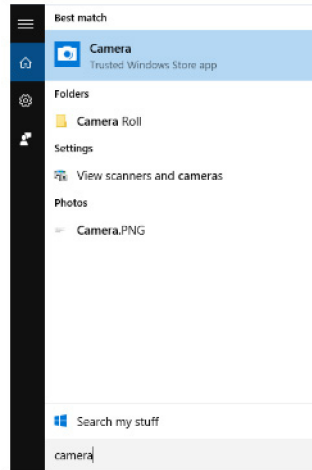 Best match
Camera
Trusted Windows Store app
Folders
Camera Roll
Settings
View scanners and cameras
Photos
Camera.PNG
Search my stuff
camera